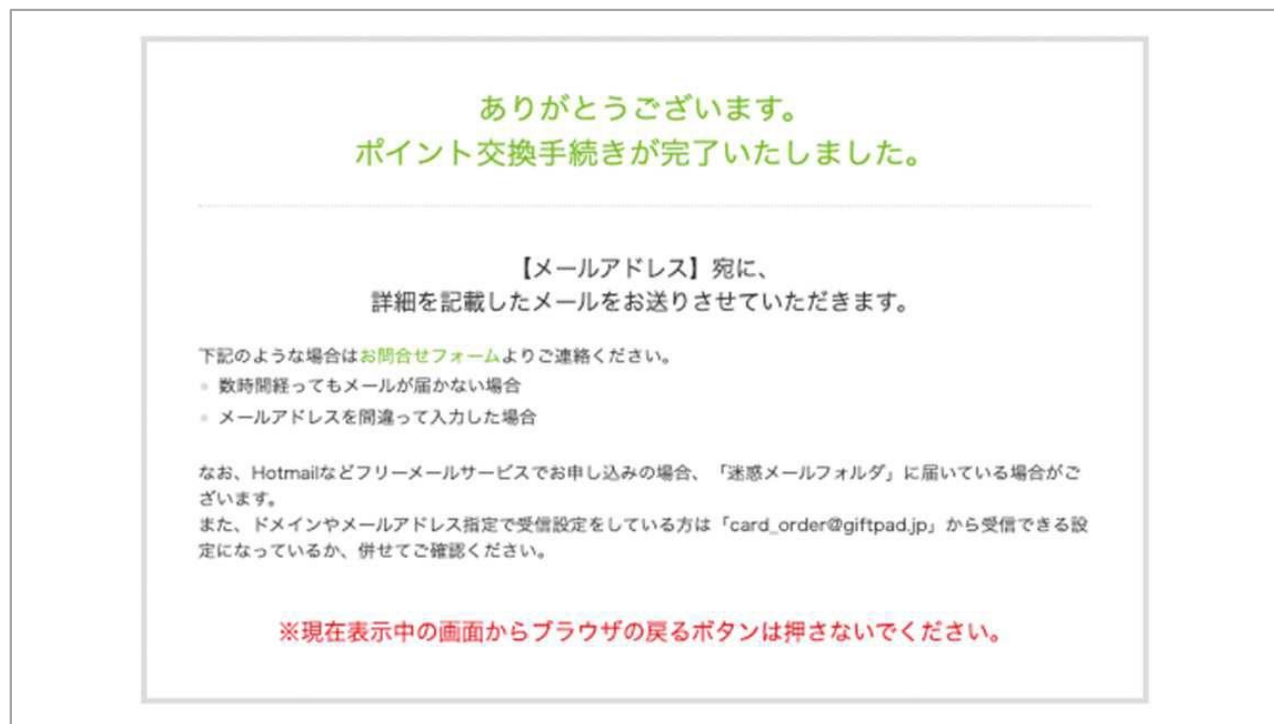 ありがとうございます。
ポイント交換手続きが完了いたしました。
【メールアドレス】宛に、
詳細を記載したメールをお送りさせていただきます。
下記のような場合はお問合せフォームよりご連絡ください。
数時間経ってもメールが届かない場合
メールアドレスを間違って入力した場合
なお、Hotmailなどフリーメールサービスでお申し込みの場合、「迷惑メールフォルダ」に届いている場合がご
ざいます。
また、ドメインやメールアドレス指定で受信設定をしている方は「card_order@giftpad.jp」から受信できる設
定になっているか、併せてご確認ください。
※現在表示中の画面からブラウザの戻るボタンは押さないでください。